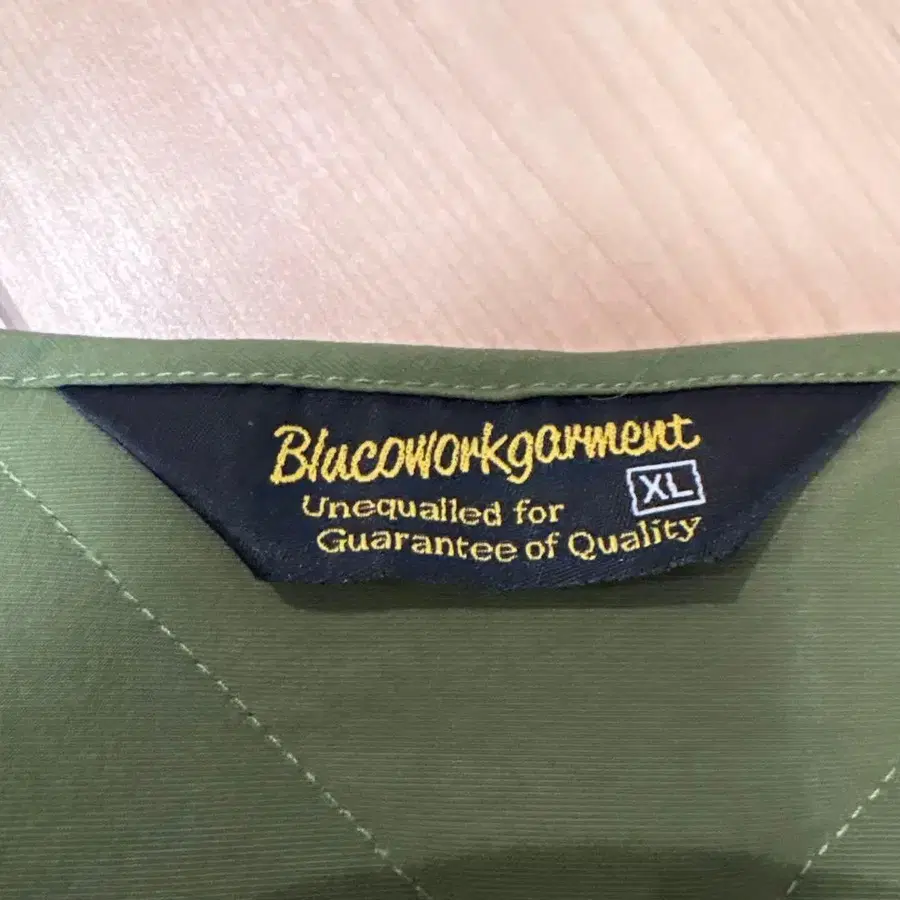 Blucoworkgarment
Unequalled for XL
Guarantee of Quality